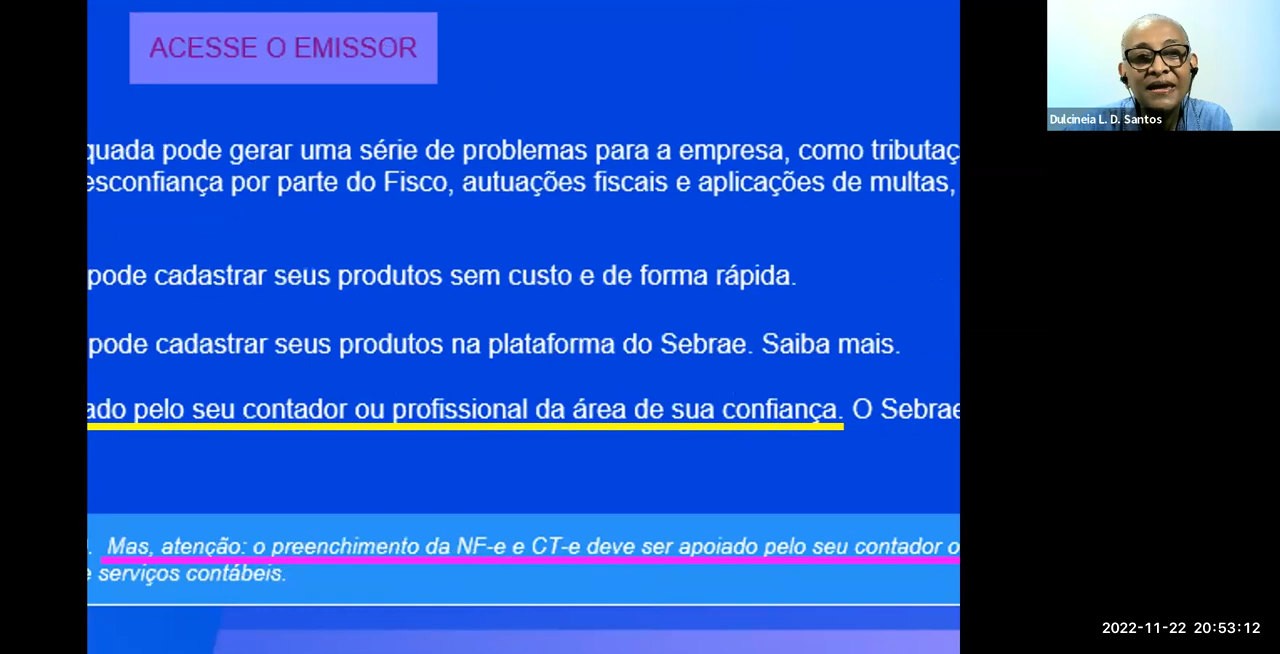 ACESSE O EMISSOR
Dulcineia L. D. Santos
quada pode gerar uma série de problemas para a empresa, como tributaç
esconfiança por parte do Fisco, autuações fiscais e aplicações de multas,
pode cadastrar seus produtos sem custo e de forma rápida.
pode cadastrar seus produtos na plataforma do Sebrae. Saiba mais.
ado pelo seu contador ou profissional da área de sua confiança. O Sebrae
. Mas, atenção: o preenchimento da NF-e e CT-e deve ser apoiado pelo seu contador o
e serviços contábeis.
2022-11-22 20:53:12